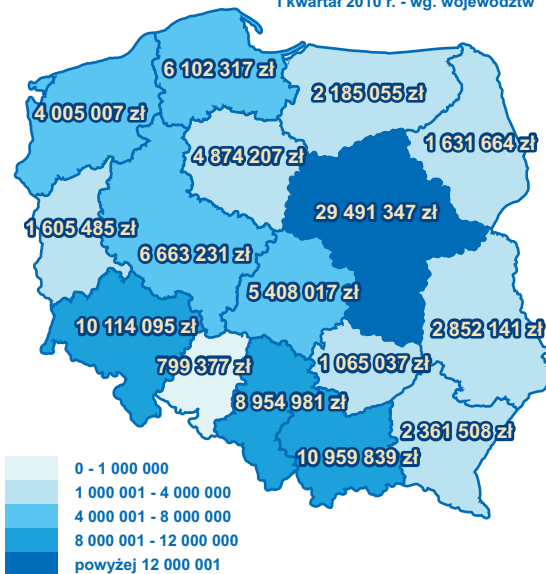 I kwartał 2010 r. - wg. województw
6 102 317 zł
2 185 055 zł
4 005 007 zł
1 631 664 zł
4 874 207 zł
29 491 347 zł
1 605 485 zł
6 663 231 zł
5 408 017 zł
10 114 095 zł
2 852 141 zł
799 377 zł
1 065 037 zł
8 954 981 zł
2 361 508 zł
10 959 839 zł
0 - 1 000 000
1 000 001 - 4 000 000
4 000 001 - 8 000 000
8 000 001 - 12 000 000
powyżej 12 000 001